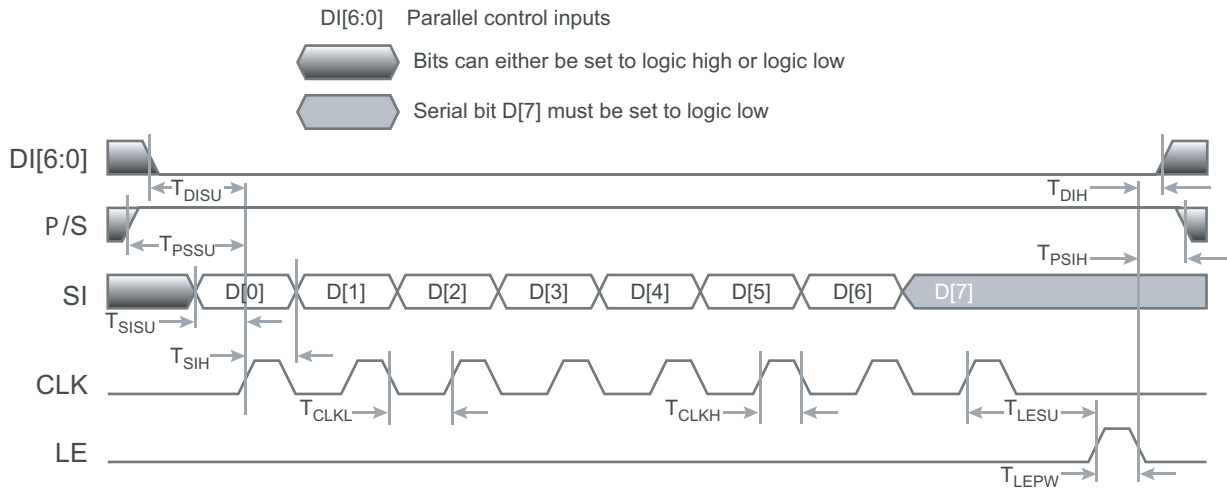 DI[6:0] Parallel control inputs
Bits can either be set to logic high or logic low
Serial bit D[7] must be set to logic low
DI[6:0]
TDISU
TDIH
P/S
TPSSU
TPSIH
SI
D[0] D[1] D[2] D[3] D[4] D[5] D[6] D[7]
TSISU
TSIH
CLK
TCLKL
TCLKH
TLESU
LE
TLEPW